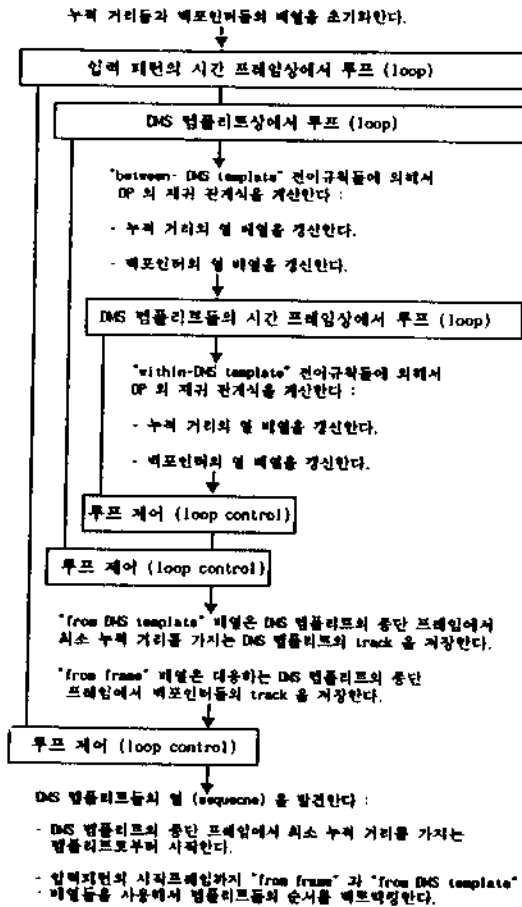 누적 거리들과 백포인터들의 배열을 초기화한다.
입력 패턴의 시간 프레임상에서 루프 (loop)
DMS 템플리트상에서 루프 (loop)
"between- DMS template" 전이규칙들에 의해서
DP 의 재귀 관계식을 계산한다 :
- 누적 거리의 열 배열을 갱신한다.
- 백포인터의 열 배열을 갱신한다.
DMS 템플리트들의 시간 프레임상에서 루프 (loop)
"within-DMS template" 전이규칙들에 의해서
DP 의 재귀 관계식을 계산한다 :
- 누적 거리의 열 배열을 갱신한다.
- 백포인터의 열 배열을 갱신한다.
루프 제어 (loop control)
루프 제어 (loop control)
"from DMS template" 배열은 DMS 템플리트의 종단 프레임에서
최소 누적 거리를 가지는 DMS 템플리트의 track 을 저장한다.
"from frame" 배열은 대응하는 DMS 템플리트의 종단
프레임에서 백포인터들의 track 을 저장한다.
루프 제어 (loop control)
DMS 템플리트들의 열 (sequecne) 을 발견한다 :
- DMS 템플리트의 종단 프레임에서 최소 누적 거리를 가지는
템플리트로부터 시작한다.
- 입력패턴의 시작프레임까지 "from frame" 과 "from DMS template"
- 배열들을 사용해서 템플리트들의 순서를 백트랙킹한다.